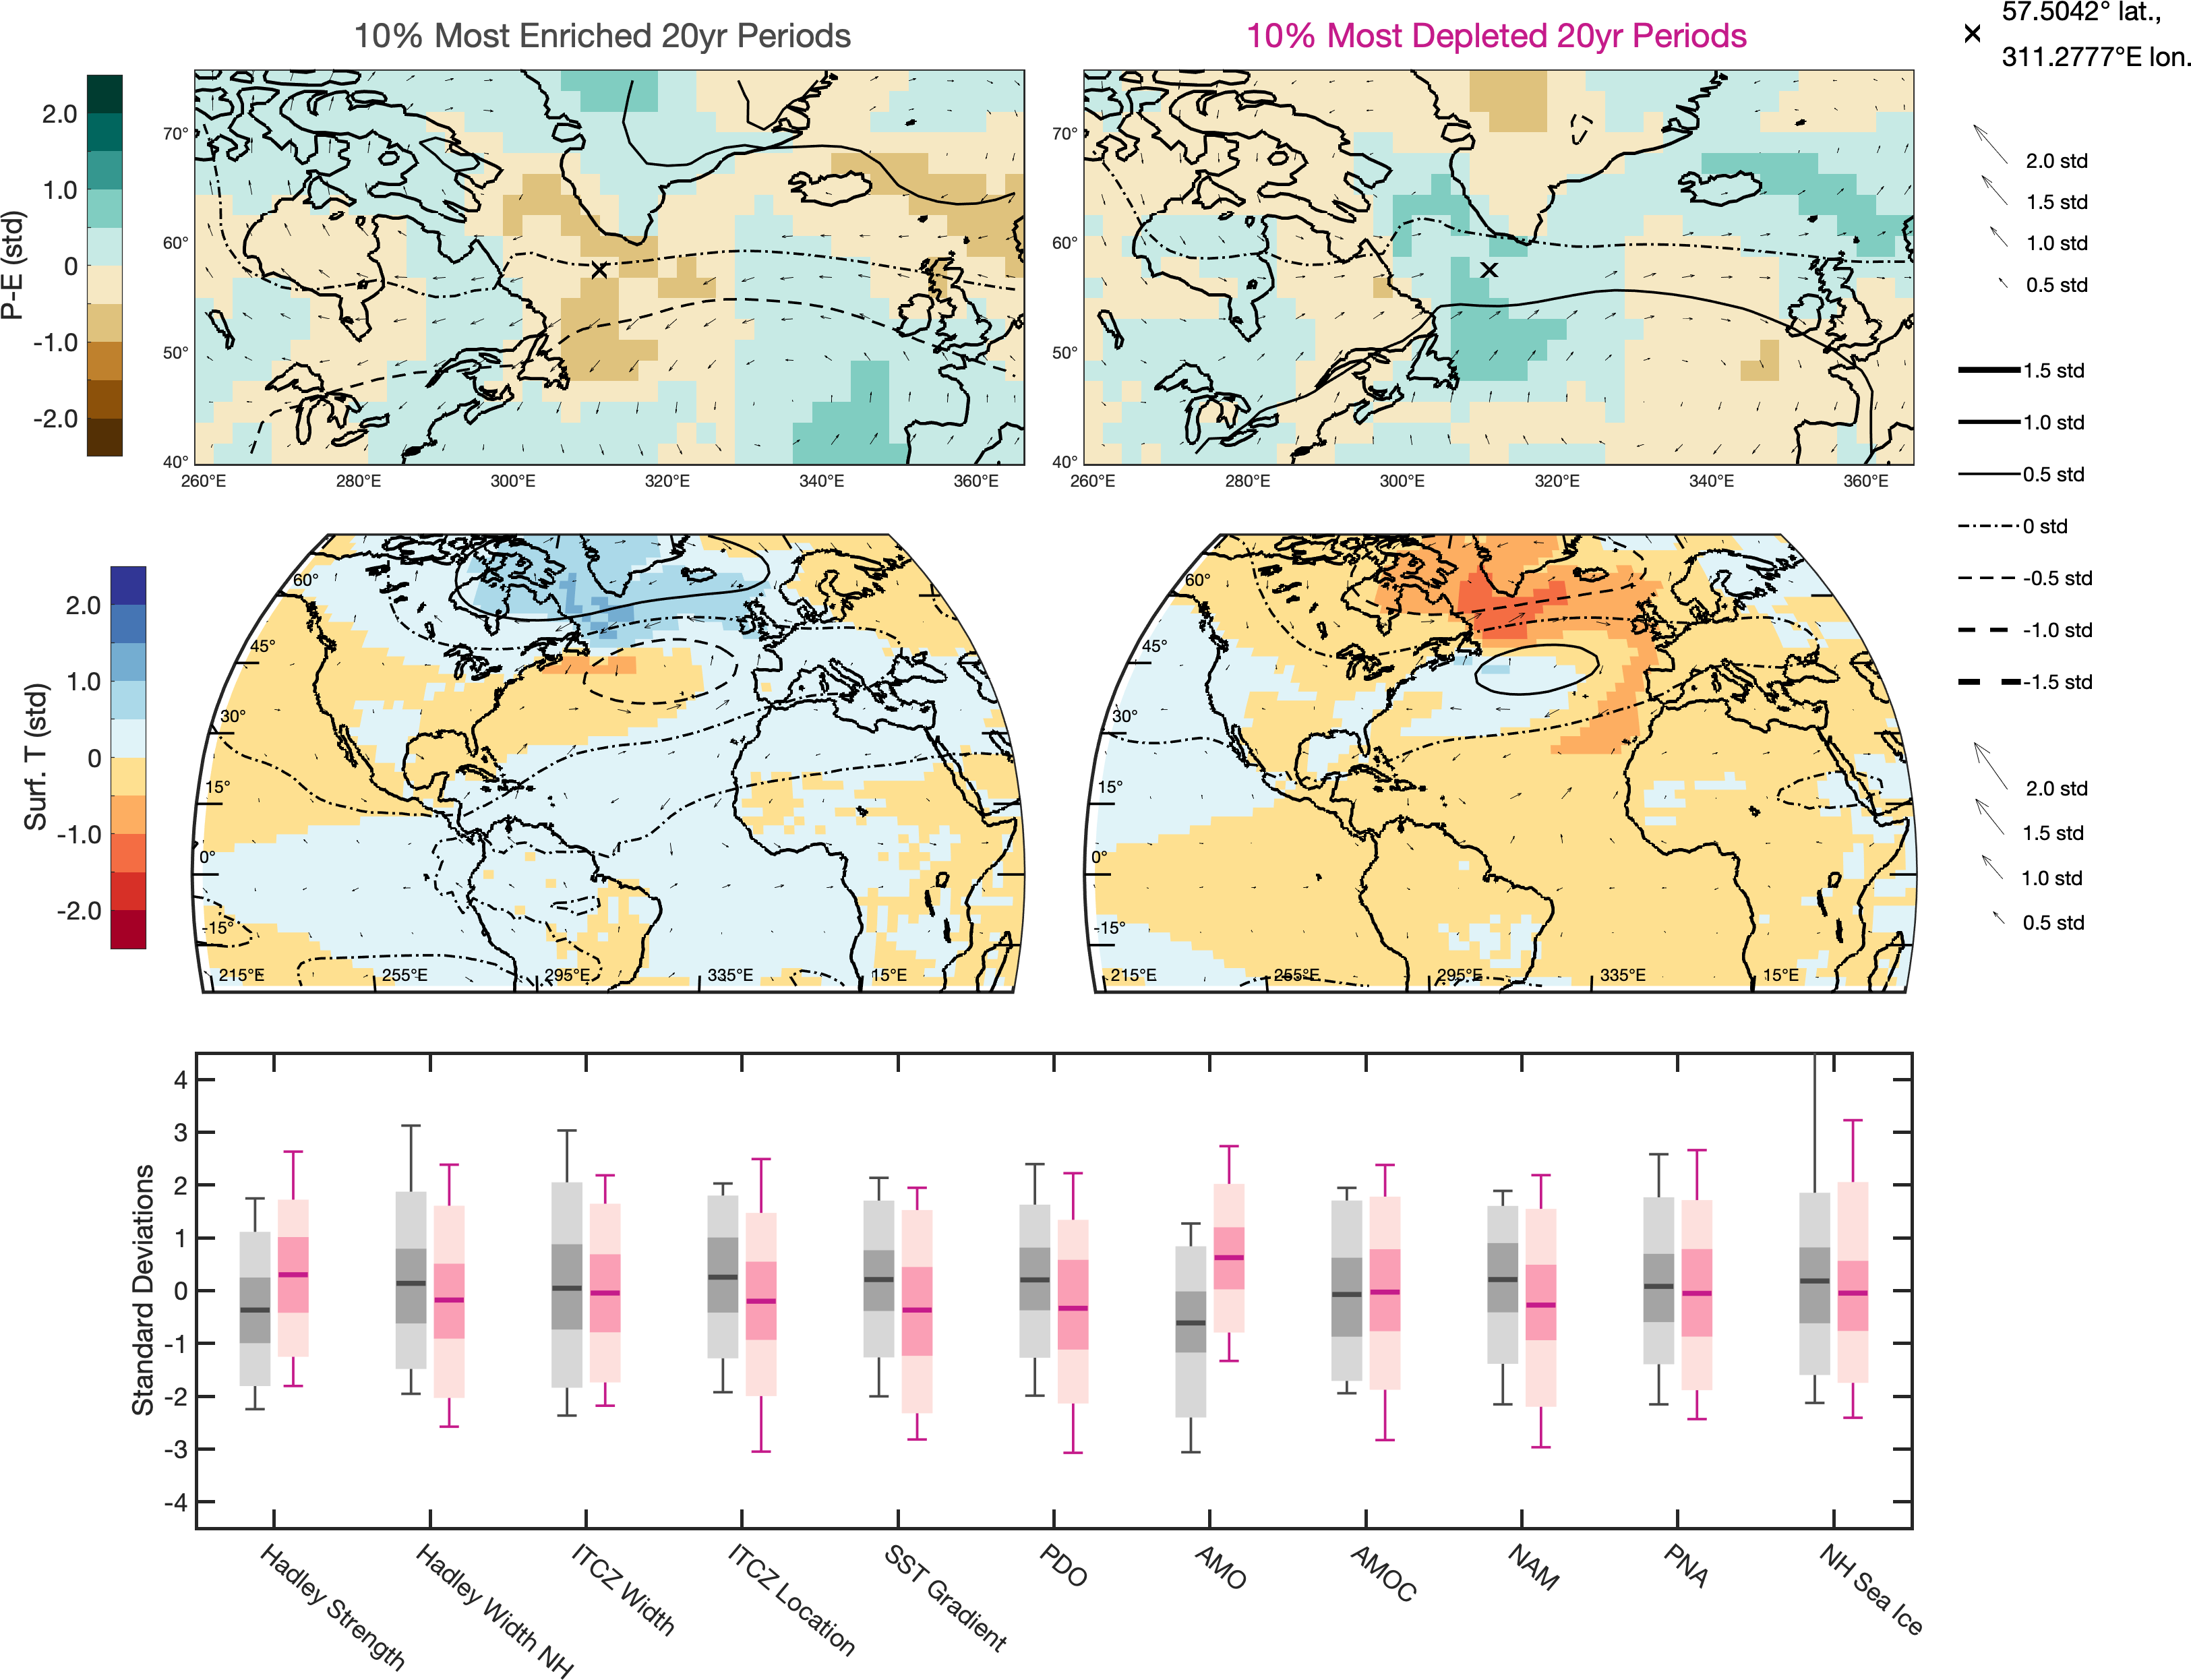 10% Most Enriched 20yr Periods
10% Most Depleted 20yr Periods
57.5042° lat.,
311.2777°E lon.
P-E (std)
2.0
1.0
0
-1.0
-2.0
70°
60°
50°
40°
260°E 280°E 300°E 320°E 340°E 360°E
70°
60°
50°
40°
260°E 280°E 300°E 320°E 340°E 360°E
2.0 std
1.5 std
1.0 std
0.5 std
1.5 std
1.0 std
0.5 std
0 std
-0.5 std
-1.0 std
-1.5 std
2.0 std
1.5 std
1.0 std
0.5 std
Surf. T (std)
2.0
1.0
0
-1.0
-2.0
60°
45°
30°
15°
0°
-15°
215°E 255°E 295°E 335°E 15°E
60°
45°
30°
15°
0°
-15°
215°E 255°E 295°E 335°E 15°E
Standard Deviations
4
3
2
1
0
-1
-2
-3
-4
Hadley Strength
Hadley Width NH
ITCZ Width
ITCZ Location
SST Gradient
PDO
AMO
AMOC
NAM
PNA
NH Sea Ice